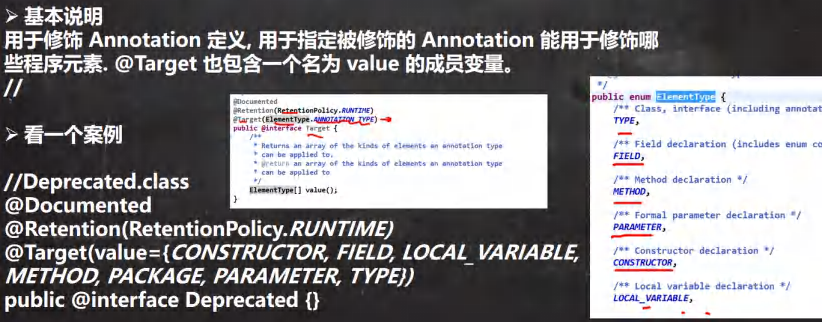 ➢ 基本说明
用于修饰 Annotation 定义, 用于指定被修饰的 Annotation 能用于修饰哪
些程序元素. @Target 也包含一个名为 value 的成员变量。
//
➢ 看一个案例
//Deprecated.class
@Documented
@Retention(RetentionPolicy.RUNTIME)
@Target(value={CONSTRUCTOR, FIELD, LOCAL_VARIABLE,
METHOD, PACKAGE, PARAMETER, TYPE})
public @interface Deprecated {}
@Documented
@Retention(RetentionPolicy.RUNTIME)
@Target(ElementType.ANNOTATION_TYPE)
public @interface Target {
/**
* Returns an array of the kinds of elements an annotation type
* can be applied to.
* @return an array of the kinds of elements an annotation type
* can be applied to
*/
ElementType[] value();
}
*/
public enum ElementType {
/** Class, interface (including annotat
TYPE,
/** Field declaration (includes enum co
FIELD,
/** Method declaration */
METHOD,
/** Formal parameter declaration */
PARAMETER,
/** Constructor declaration */
CONSTRUCTOR,
/** Local variable declaration */
LOCAL_VARIABLE,